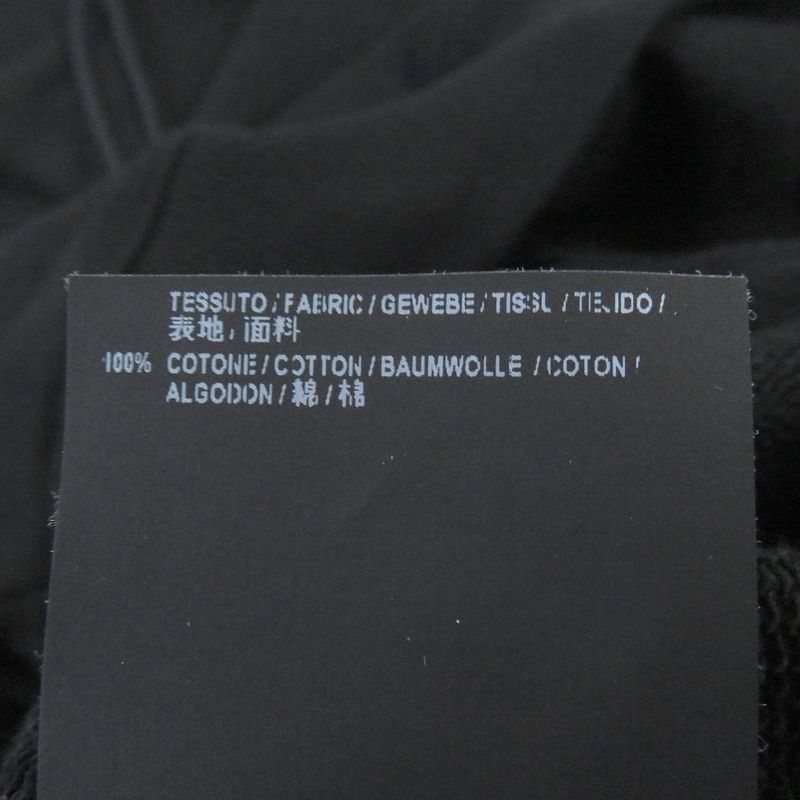 TESSUTO / FABRIC / GEWEBE / TISSU / TEJIDO /
表地 / 面料
100% COTONE / COTTON / BAUMWOLLE / COTON /
ALGODON / 綿 / 棉